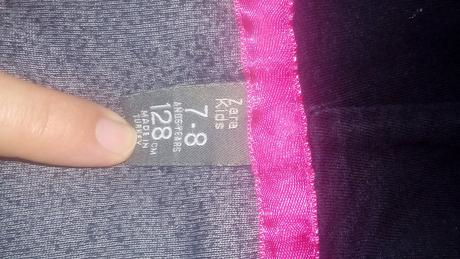 Zara
Kids
7-8
AÑOS/YEARS
128 CM
MADE IN
TURKEY